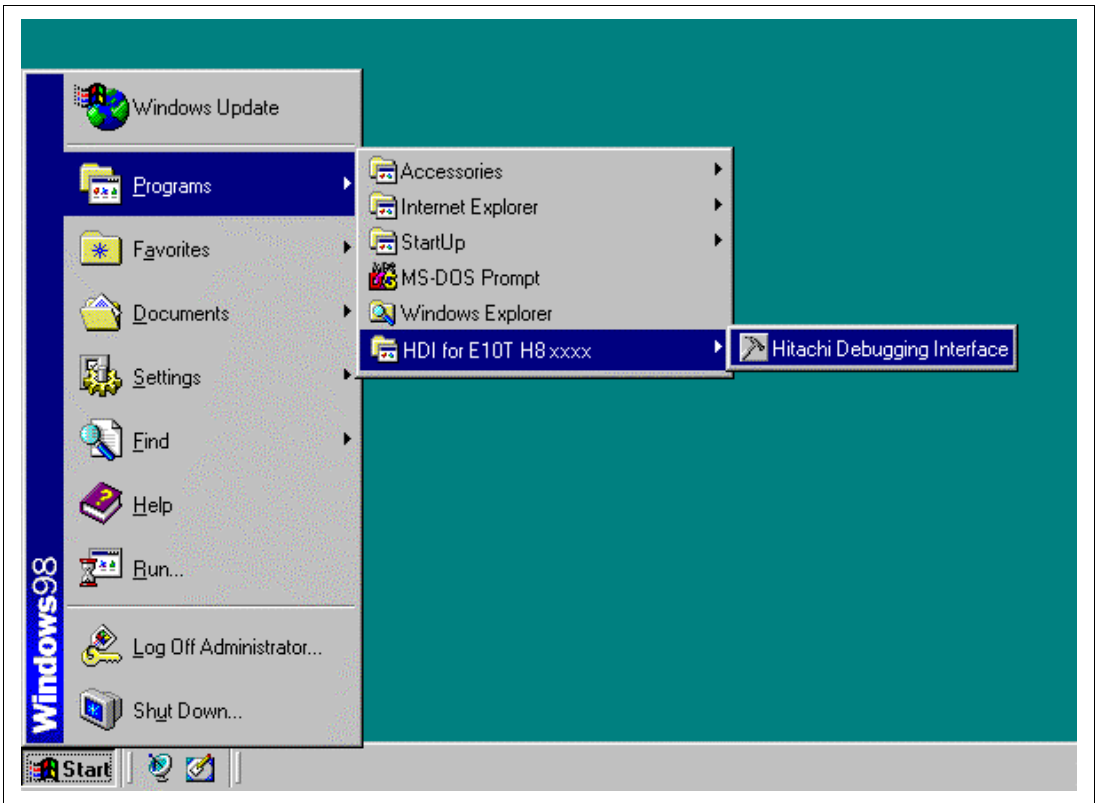 Windows Update
Programs
Favorites
Documents
Settings
Find
Help
Run...
Log Off Administrator...
Shut Down...
Windows98
Accessories
Internet Explorer
StartUp
MS-DOS Prompt
Windows Explorer
HDI for E10T H8 xxxx
Hitachi Debugging Interface
Start